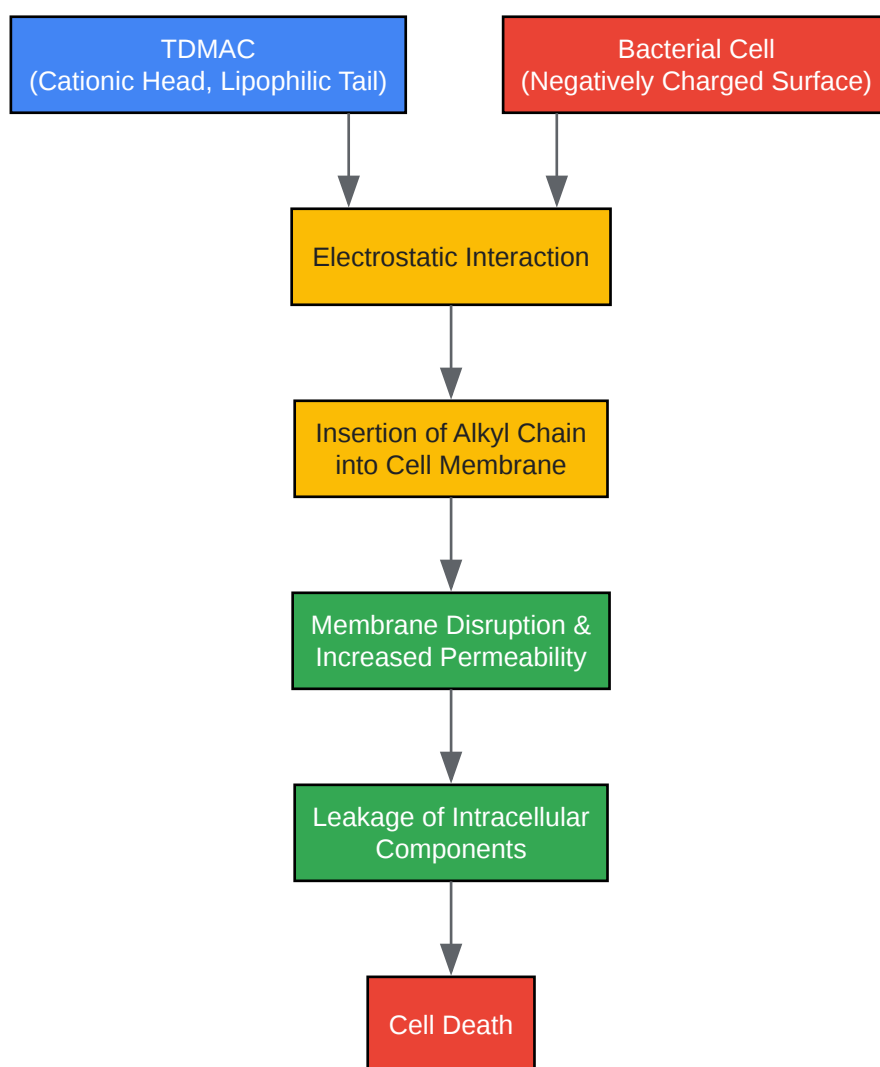 TDMAC
(Cationic Head, Lipophilic Tail)
Bacterial Cell
(Negatively Charged Surface)
Electrostatic Interaction
Insertion of Alkyl Chain
into Cell Membrane
Membrane Disruption &
Increased Permeability
Leakage of Intracellular
Components
Cell Death